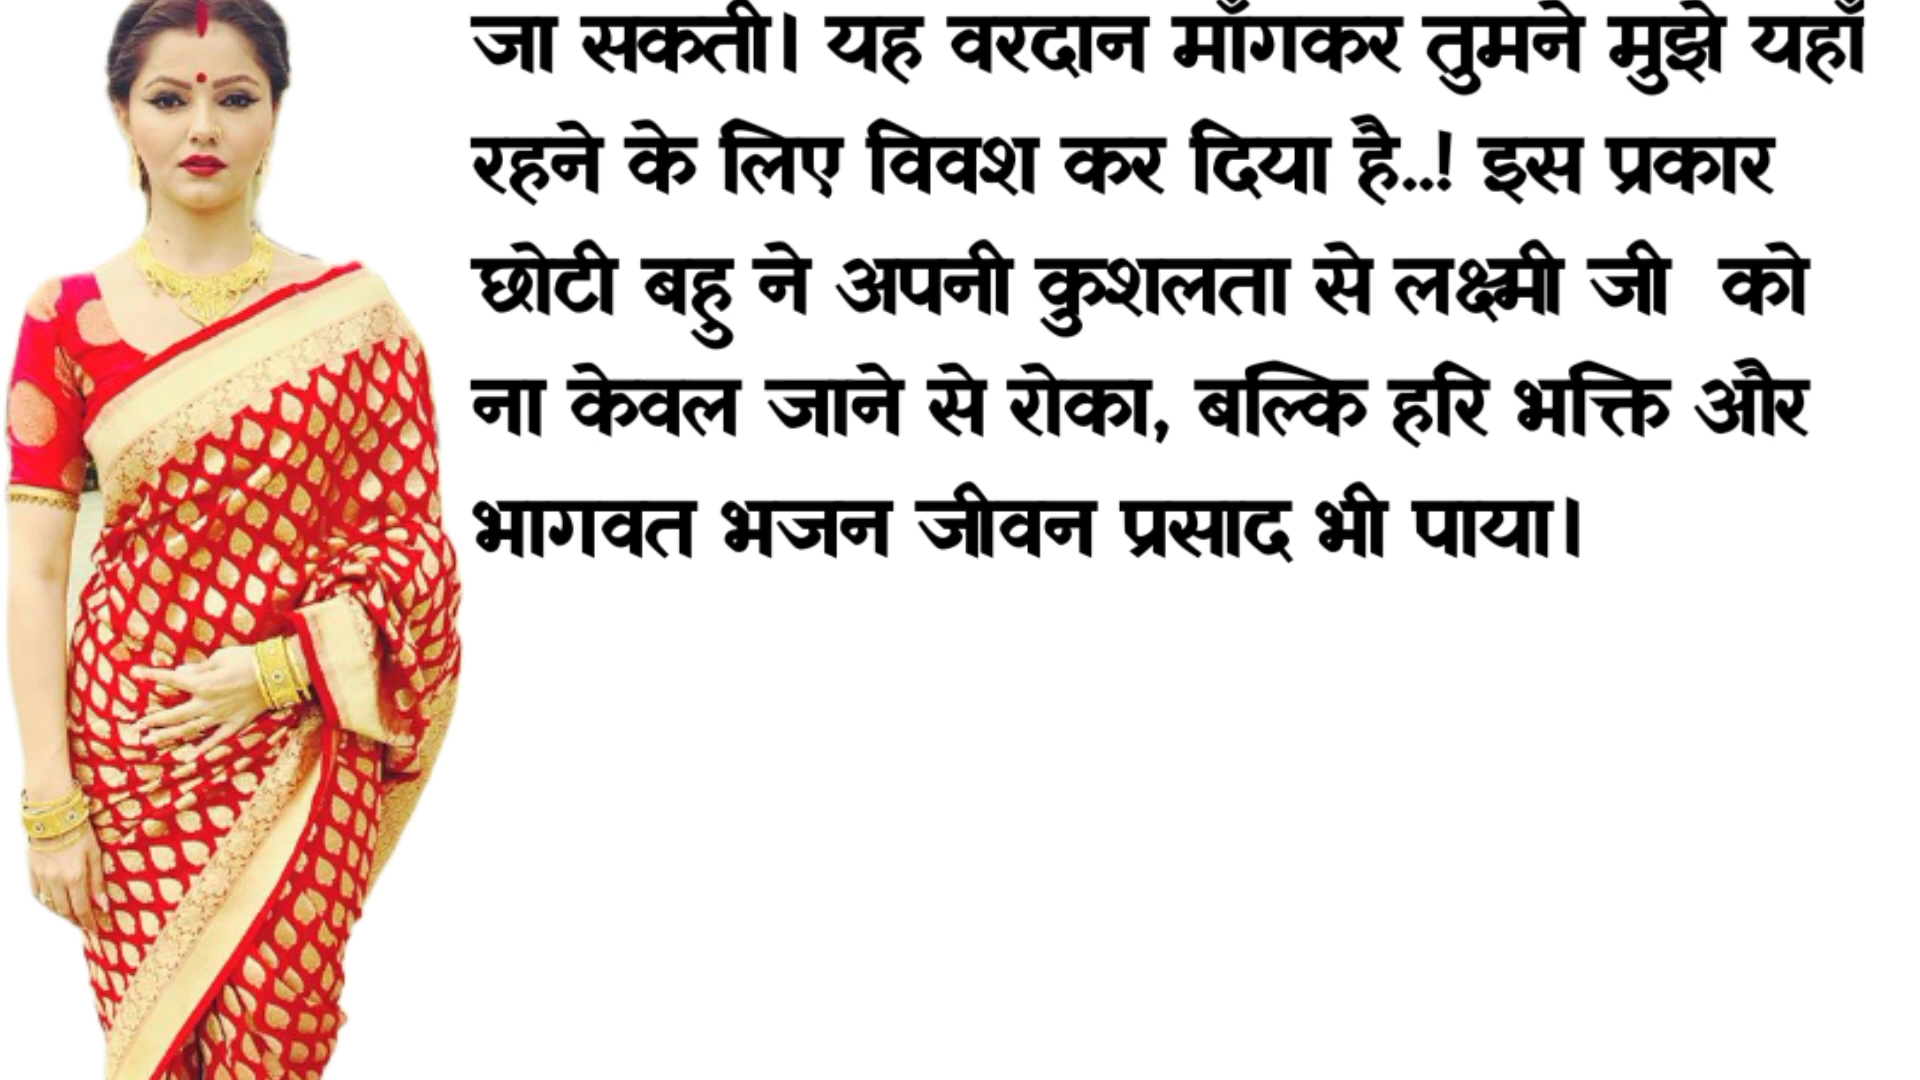 जा सकती। यह वरदान माँगकर तुमने मुझे यहाँ
रहने के लिए विवश कर दिया है..! इस प्रकार
छोटी बहु ने अपनी कुशलता से लक्ष्मी जी  को
ना केवल जाने से रोका, बल्कि हरि भक्ति और
भागवत भजन जीवन प्रसाद भी पाया।